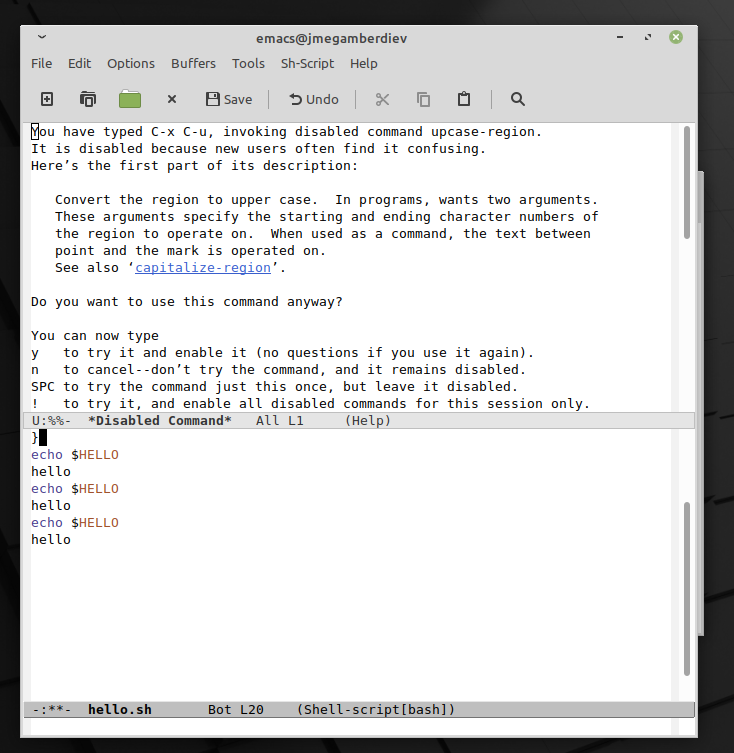 emacs@jmegamberdiev
File Edit Options Buffers Tools Sh-Script Help
Save Undo
You have typed C-x C-u, invoking disabled command upcase-region.
It is disabled because new users often find it confusing.
Here’s the first part of its description:
Convert the region to upper case.  In programs, wants two arguments.
These arguments specify the starting and ending character numbers of
the region to operate on.  When used as a command, the text between
point and the mark is operated on.
See also ‘capitalize-region’.
Do you want to use this command anyway?
You can now type
y   to try it and enable it (no questions if you use it again).
n   to cancel--don’t try the command, and it remains disabled.
SPC to try the command just this once, but leave it disabled.
!   to try it, and enable all disabled commands for this session only.
U:%%-  *Disabled Command*   All L1     (Help)
}
echo $HELLO
hello
echo $HELLO
hello
echo $HELLO
hello
-:**-  hello.sh       Bot L20    (Shell-script[bash])